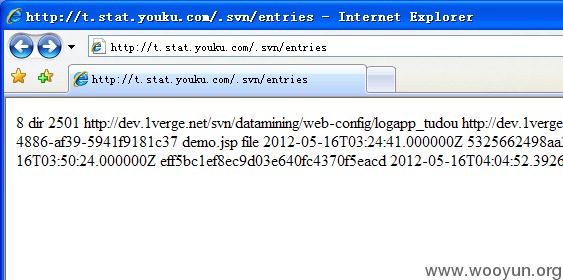 http://t.stat.youku.com/.svn/entries - Internet Explorer
http://t.stat.youku.com/.svn/entries
http://t.stat.youku.com/.svn/entries
8 dir 2501 http://dev.1verge.net/svn/datamining/web-config/logapp_tudou http://dev.1verge
4886-af39-5941f9181c37 demo.jsp file 2012-05-16T03:24:41.000000Z 5325662498aa
16T03:50:24.000000Z eff5bc1ef8ec9d03e640fc4370f5eacd 2012-05-16T04:04:52.3926
www.wooyun.org